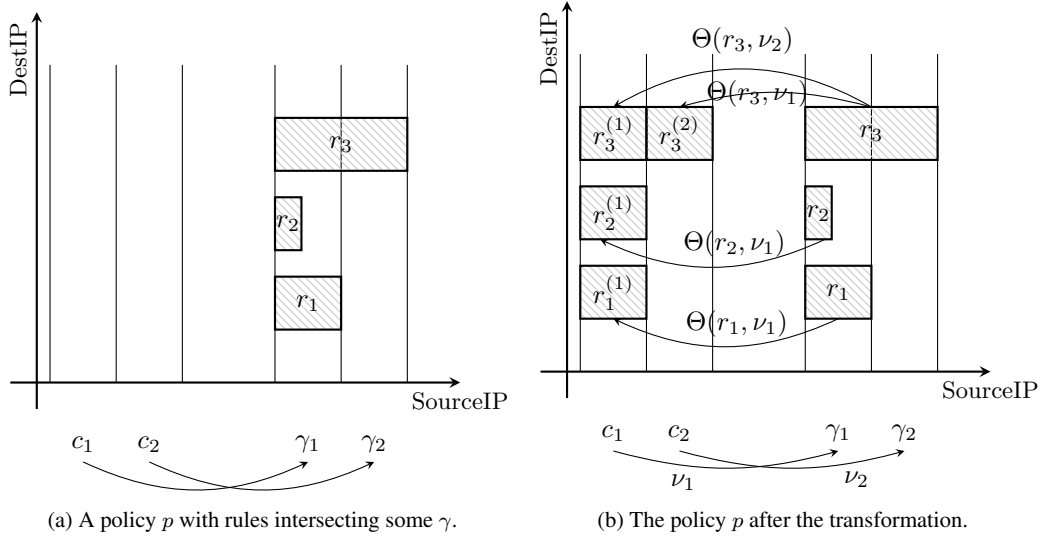 DestIP
r₃
r₂
r₁
SourceIP
c₁ c₂ γ₁ γ₂
(a) A policy p with rules intersecting some γ.
DestIP
Θ(r₃, ν₂)
Θ(r₃, ν₁)
r₃⁽¹⁾ r₃⁽²⁾ r₃
r₂⁽¹⁾ r₂
Θ(r₂, ν₁)
r₁⁽¹⁾ r₁
Θ(r₁, ν₁)
SourceIP
c₁ c₂ γ₁ γ₂
ν₁ ν₂
(b) The policy p after the transformation.